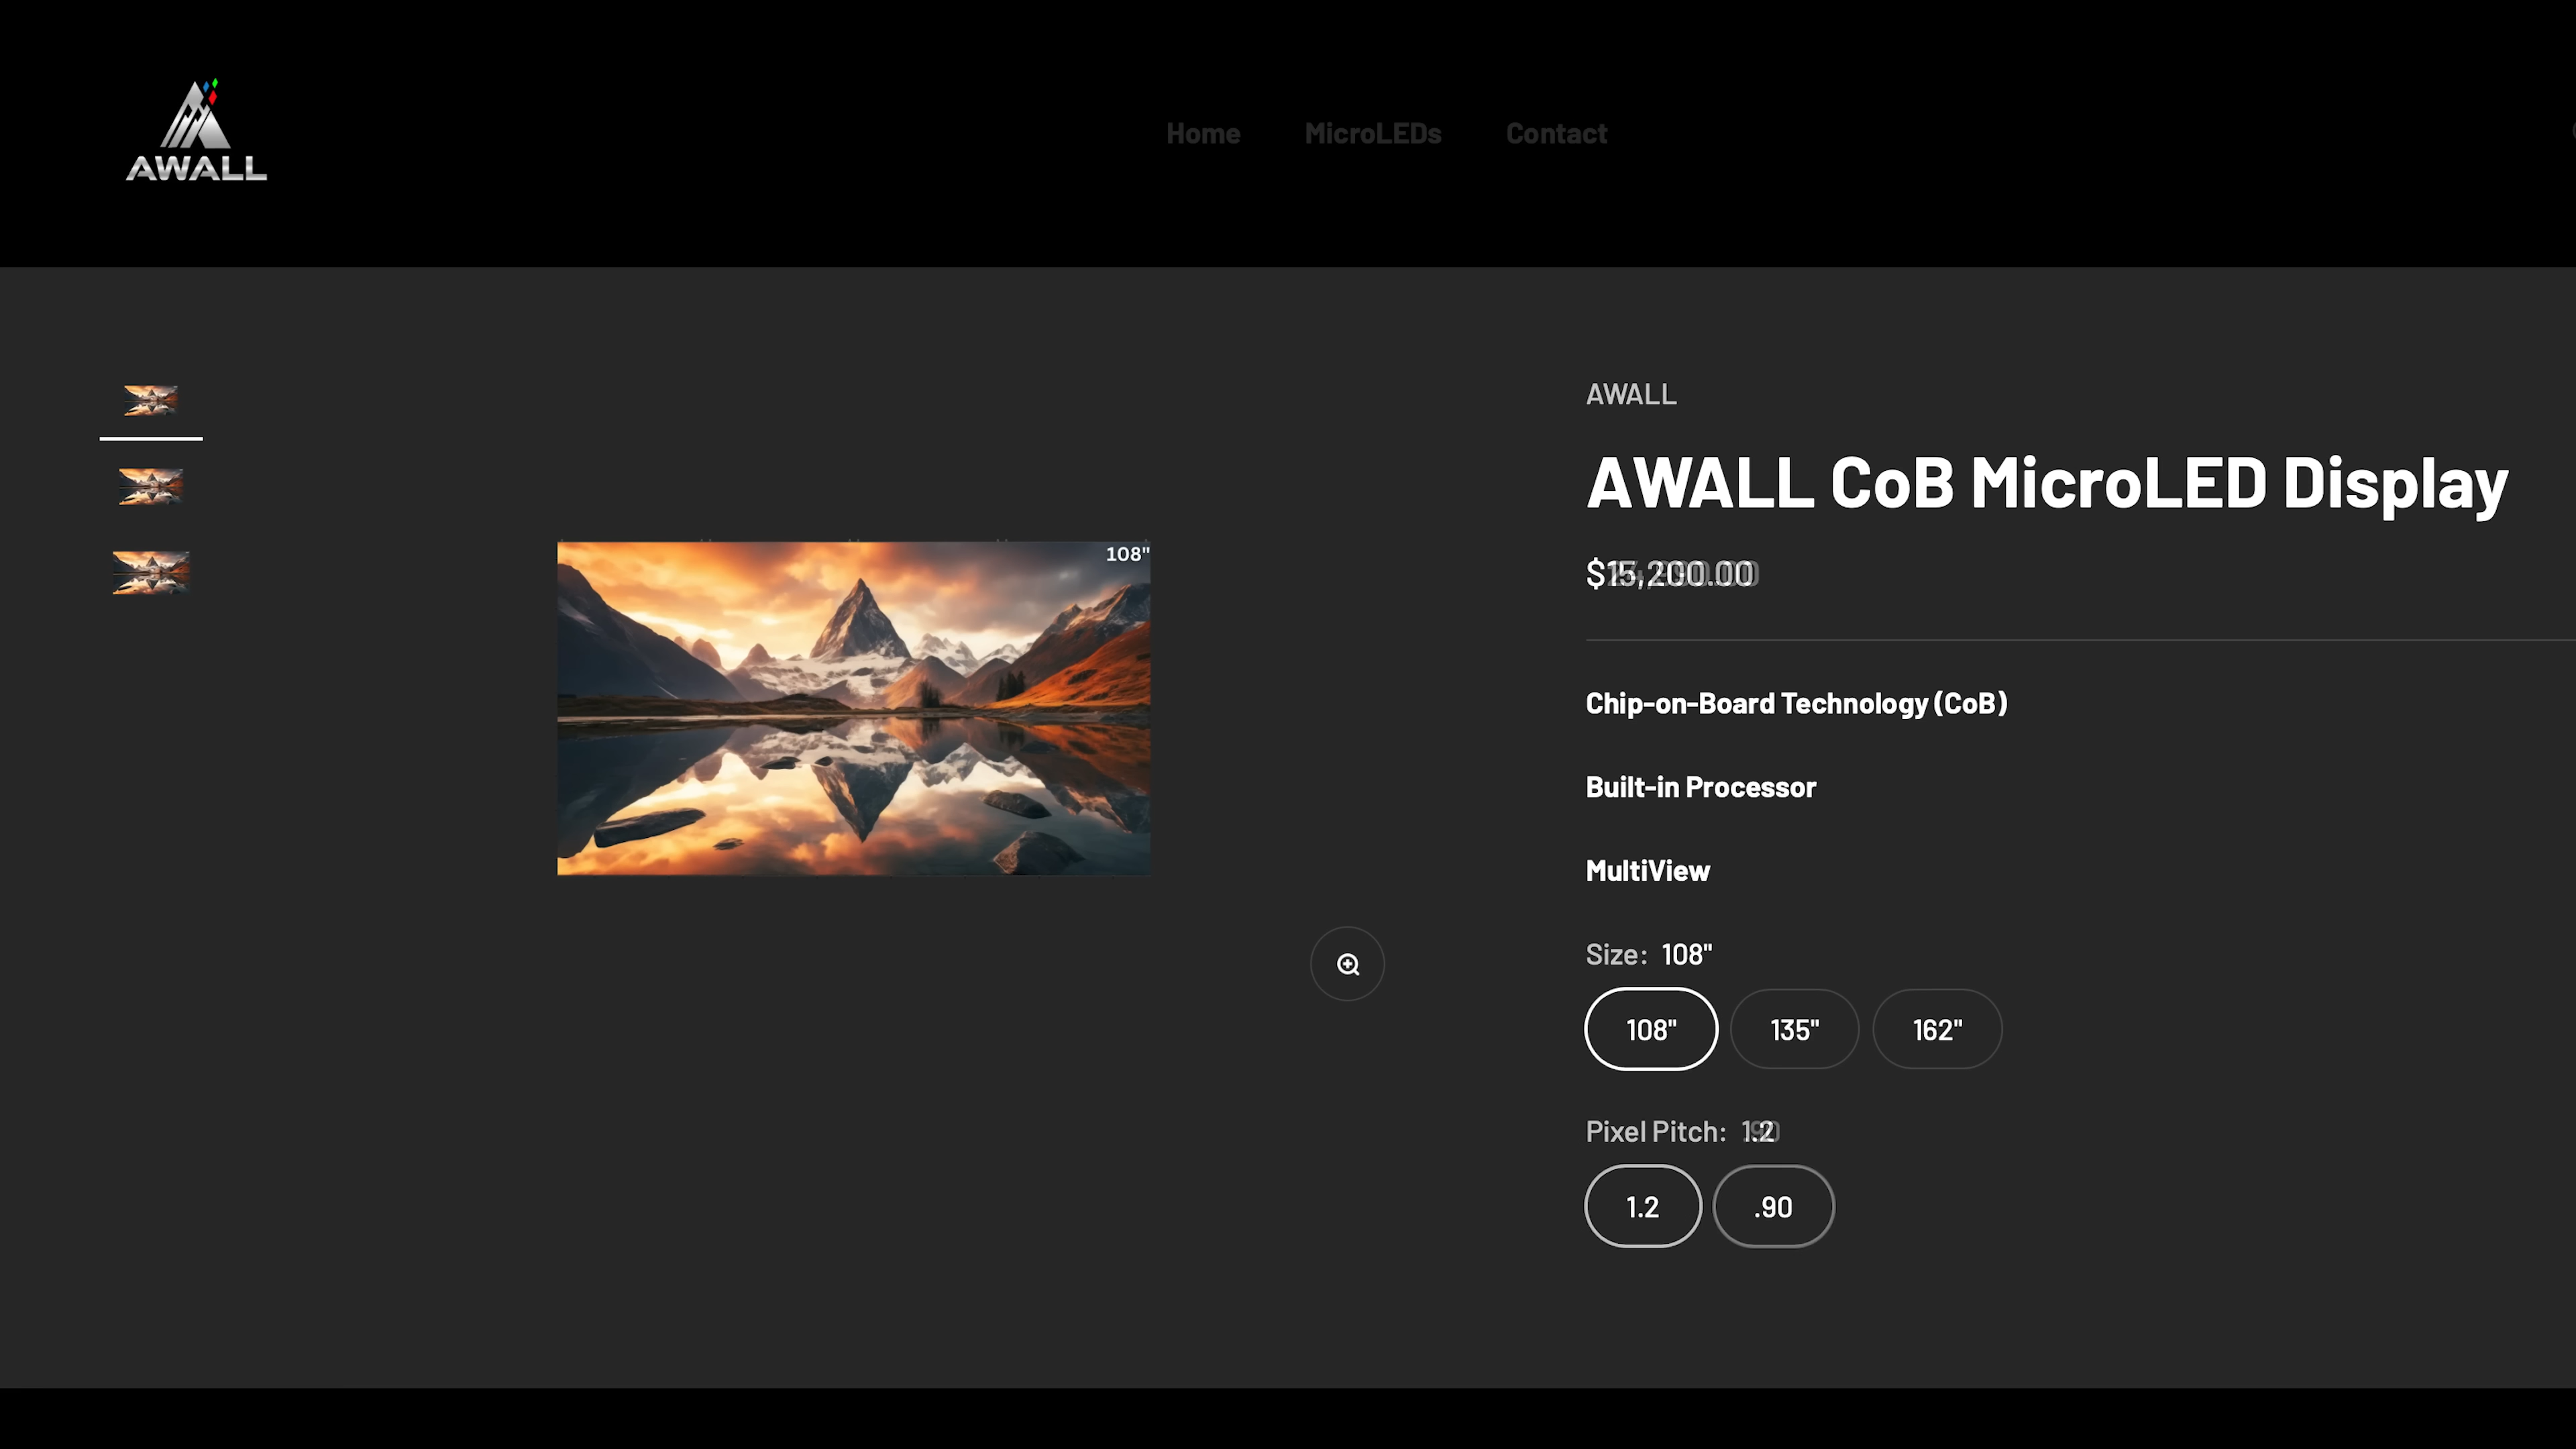 AWALL
Home MicroLEDs Contact
108"
AWALL
AWALL CoB MicroLED Display
Chip-on-Board Technology (CoB)
Built-in Processor
MultiView
Size: 108"
108" 135" 162"
Pixel Pitch:
1.2 .90